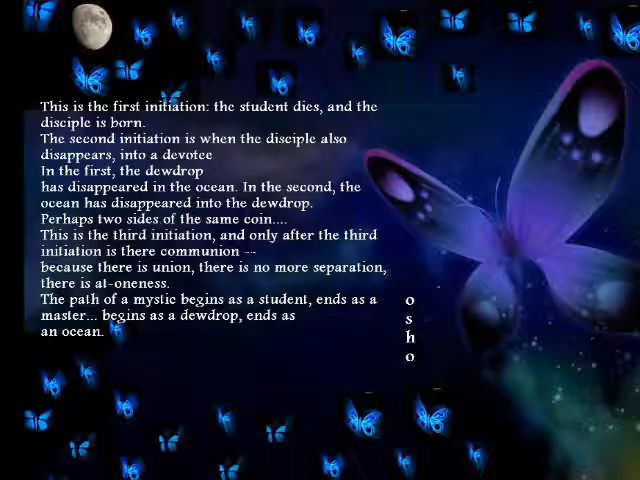 This is the first initiation: the student dies, and the
disciple is born.
The second initiation is when the disciple also
disappears, into a devotee
In the first, the dewdrop
has disappeared in the ocean. In the second, the
ocean has disappeared into the dewdrop.
Perhaps two sides of the same coin....
This is the third initiation, and only after the third
initiation is there communion --
because there is union, there is no more separation,
there is at-oneness.
The path of a mystic begins as a student, ends as a
master... begins as a dewdrop, ends as
an ocean.
o
s
h
o